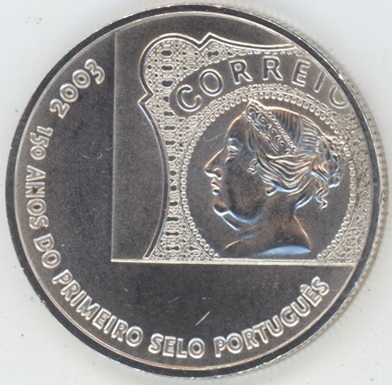 CORREIO
2003
150 ANOS DO PRIMEIRO SELO PORTUGUÊS